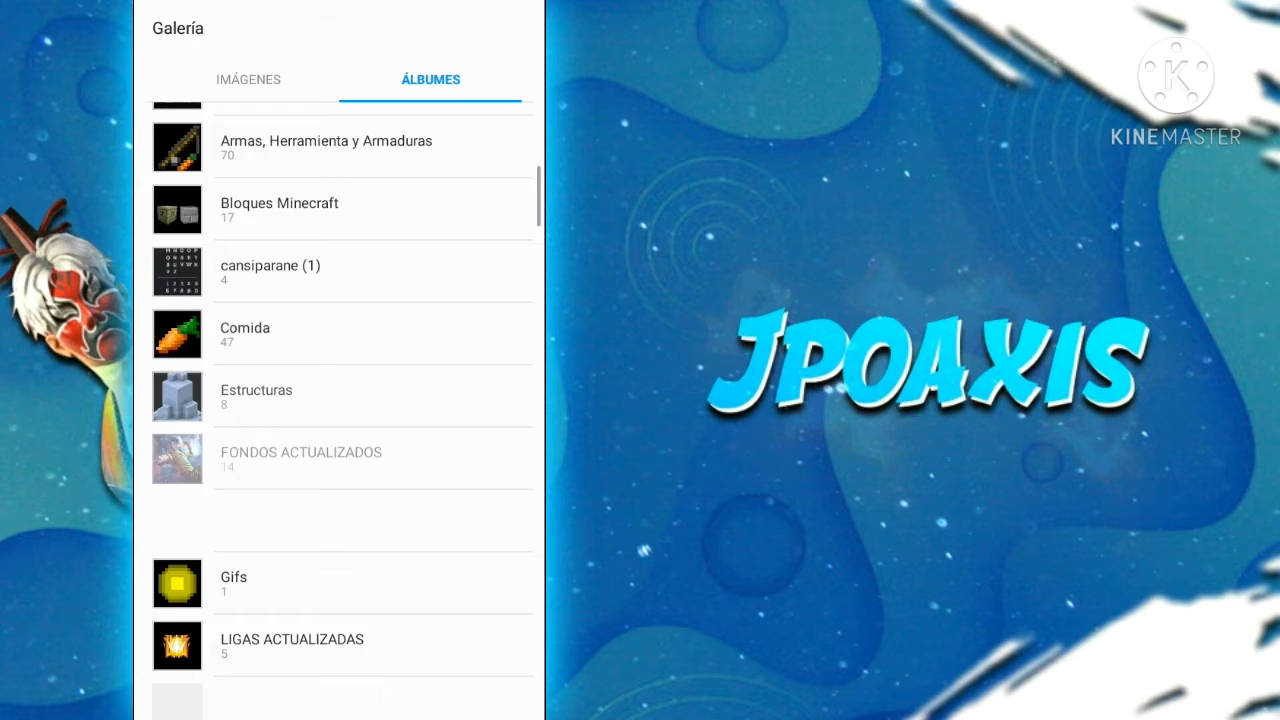 Galería
IMÁGENES
ÁLBUMES
Armas, Herramienta y Armaduras
70
Bloques Minecraft
17
cansiparane (1)
4
Comida
47
Estructuras
8
FONDOS ACTUALIZADOS
14
Gifs
1
LIGAS ACTUALIZADAS
5
K
KINEMASTER
JPOAXIS